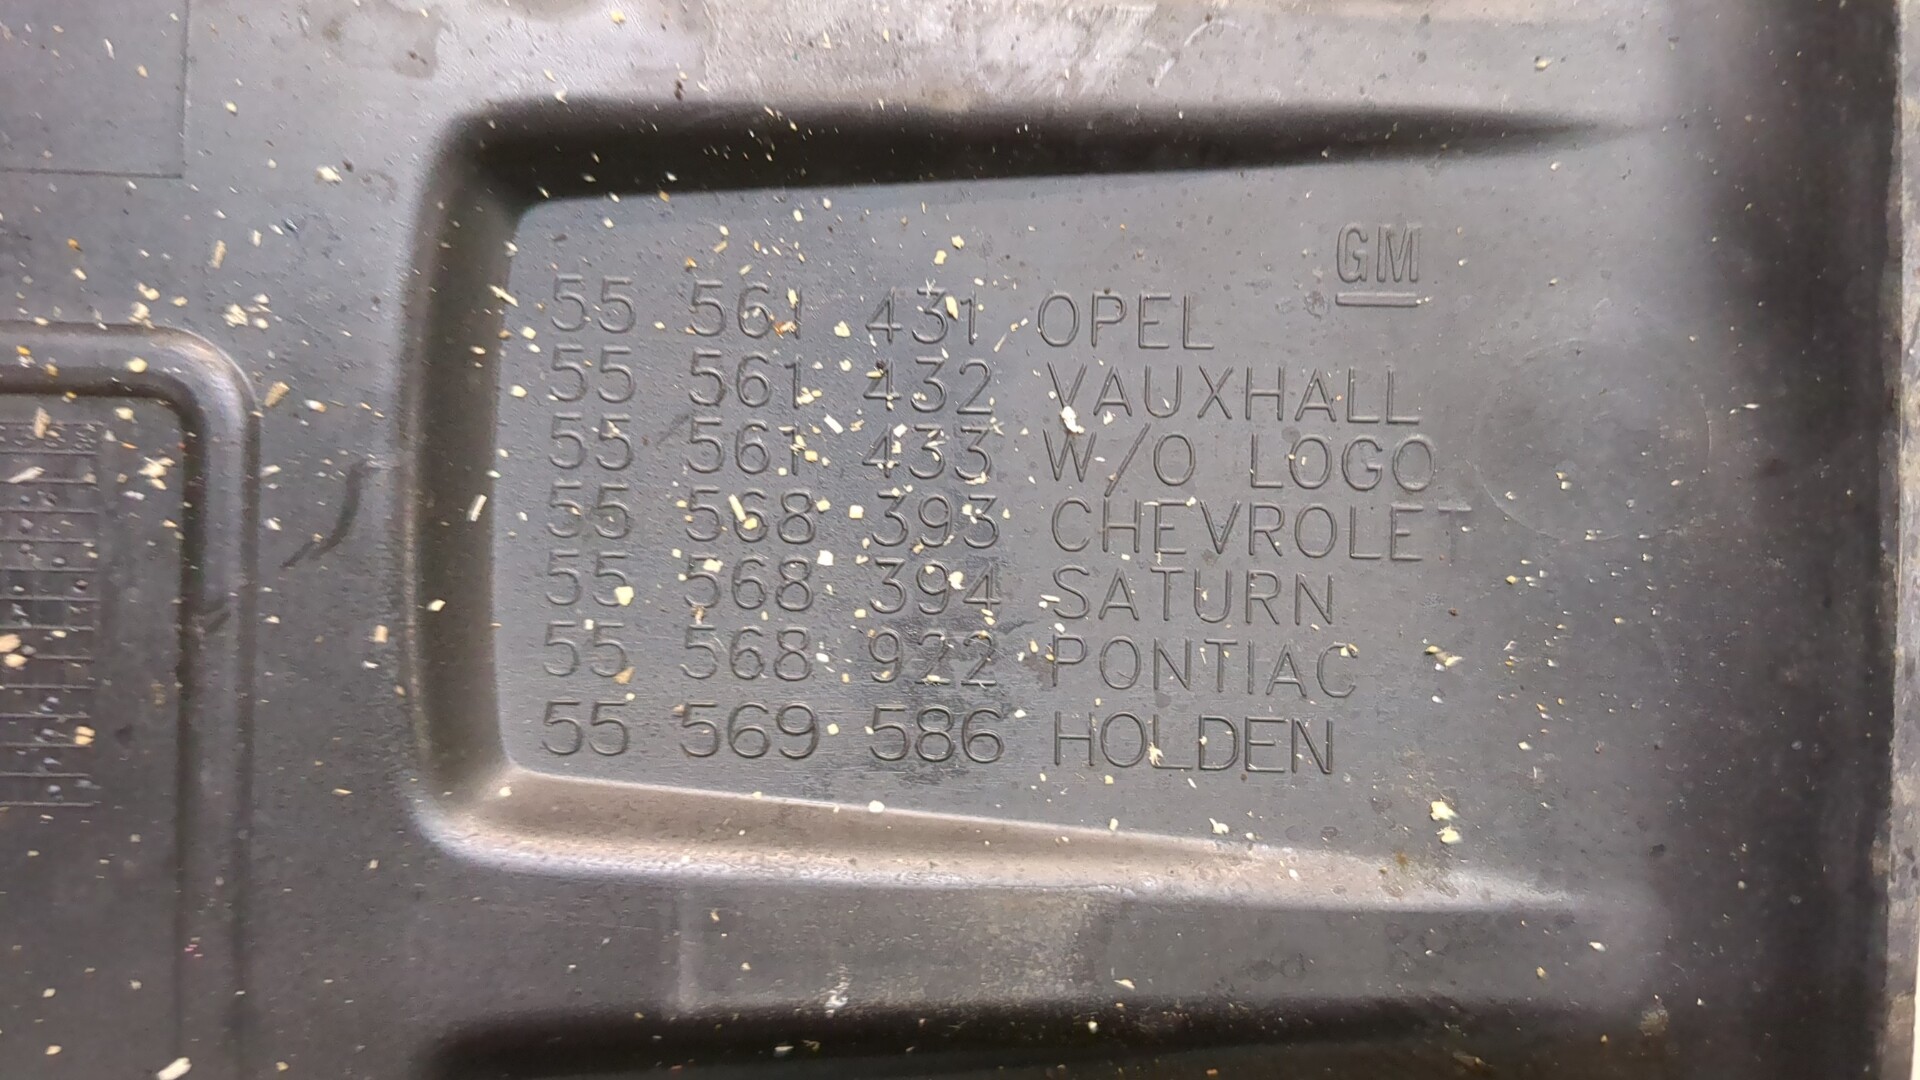 GM
55 561 431 OPEL
55 561 432 VAUXHALL
55 561 433 W/O LOGO
55 568 393 CHEVROLET
55 568 394 SATURN
55 568 922 PONTIAC
55 569 586 HOLDEN